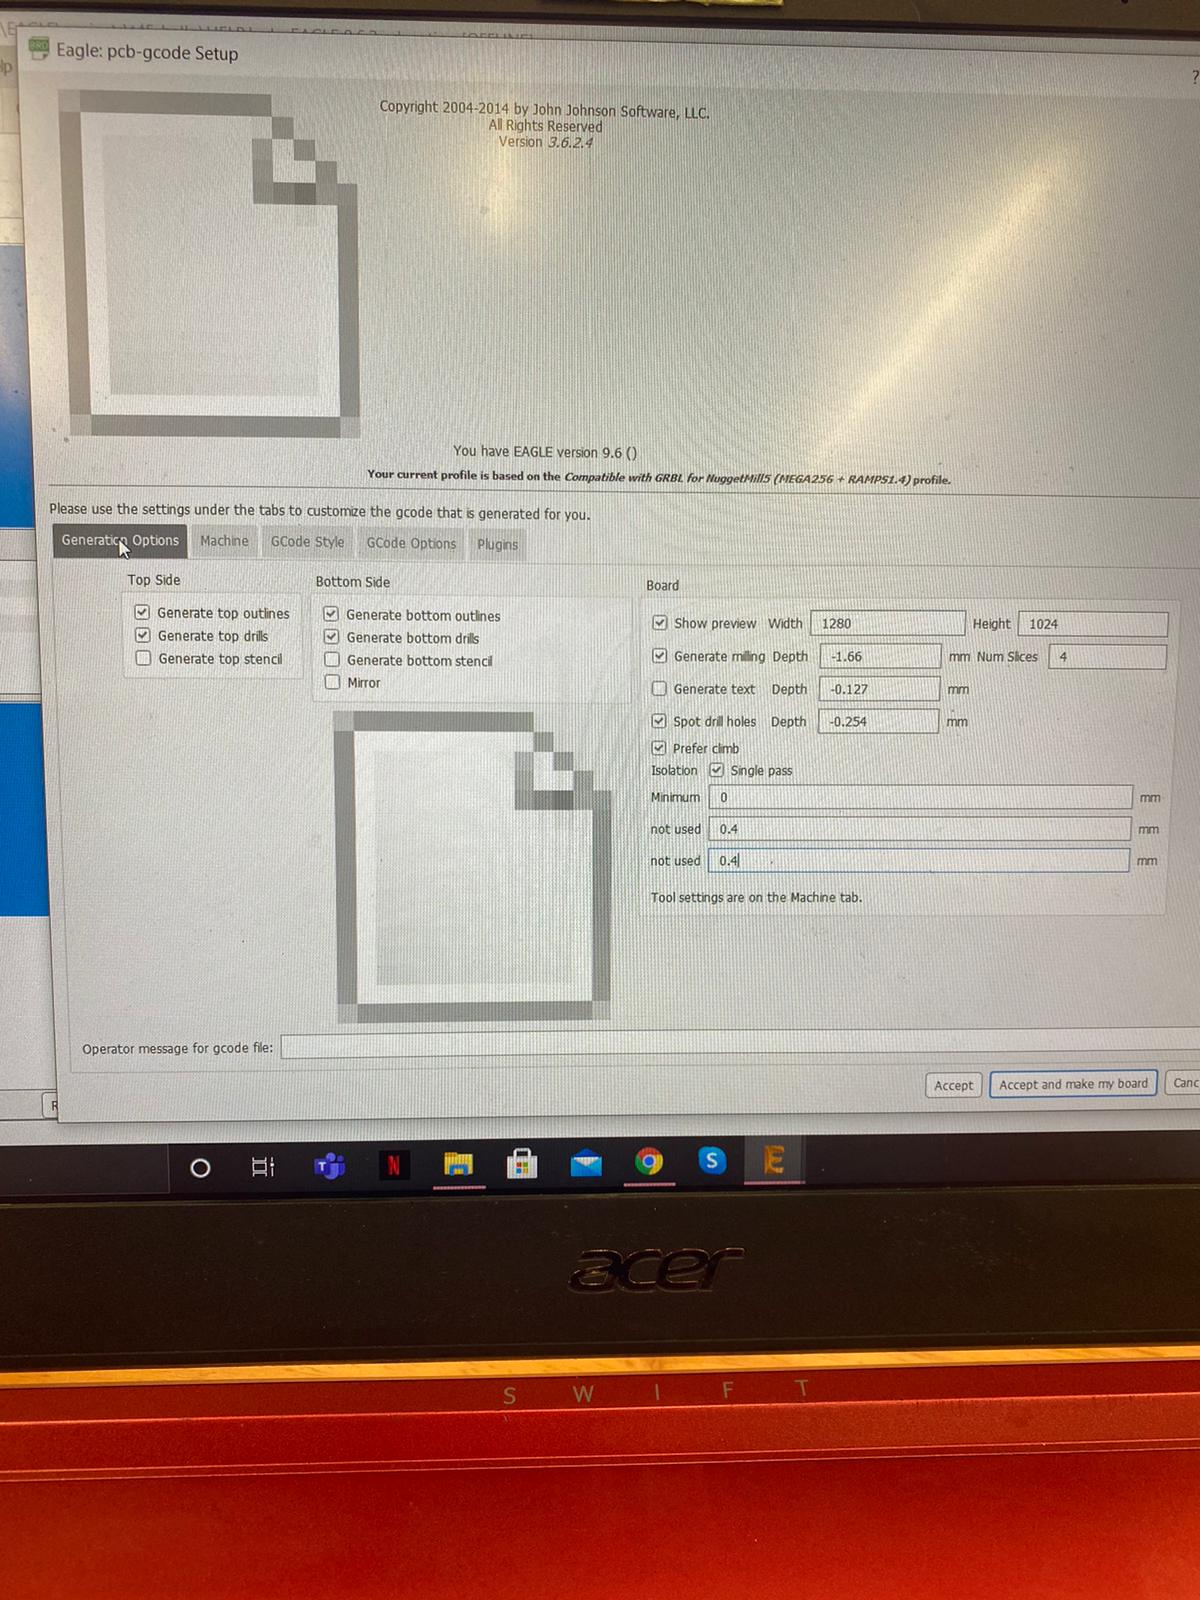 Eagle: pcb-gcode Setup
?
lp
Copyright 2004-2014 by John Johnson Software, LLC.
All Rights Reserved
Version 3.6.2.4
You have EAGLE version 9.6 ()
Your current profile is based on the Compatible with GRBL for NuggetMill5 (MEGA256 + RAMPS1.4) profile.
Please use the settings under the tabs to customize the gcode that is generated for you.
Generation Options Machine GCode Style GCode Options Plugins
Top Side
Generate top outlines
Generate top drills
Generate top stencil
Bottom Side
Generate bottom outlines
Generate bottom drills
Generate bottom stencil
Mirror
Board
Show preview Width 1280 Height 1024
Generate milling Depth -1.66 mm Num Slices 4
Generate text Depth -0.127 mm
Spot drill holes Depth -0.254 mm
Prefer climb
Isolation Single pass
Minimum 0 mm
not used 0.4 mm
not used 0.4 mm
Tool settings are on the Machine tab.
Operator message for gcode file:
Accept Accept and make my board Canc
T N S E
acer
SWIFT